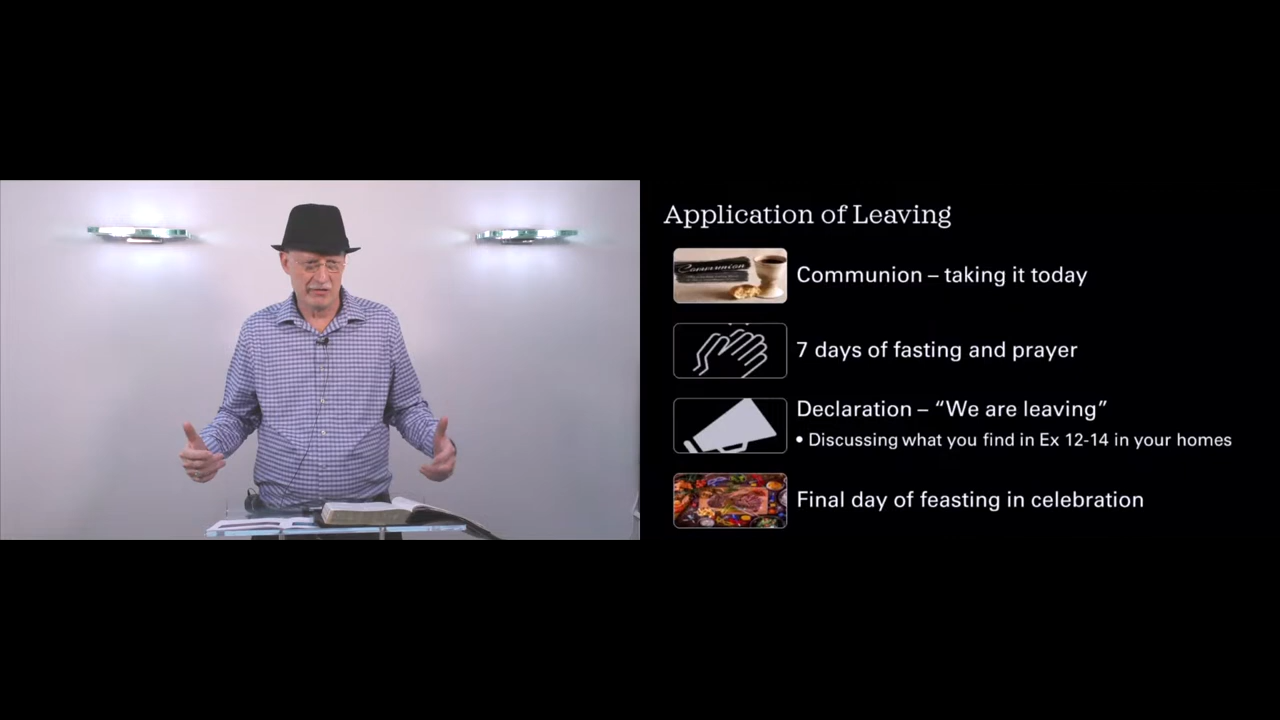 Application of Leaving
Communion
Communion – taking it today
7 days of fasting and prayer
Declaration – “We are leaving”
• Discussing what you find in Ex 12-14 in your homes
Final day of feasting in celebration